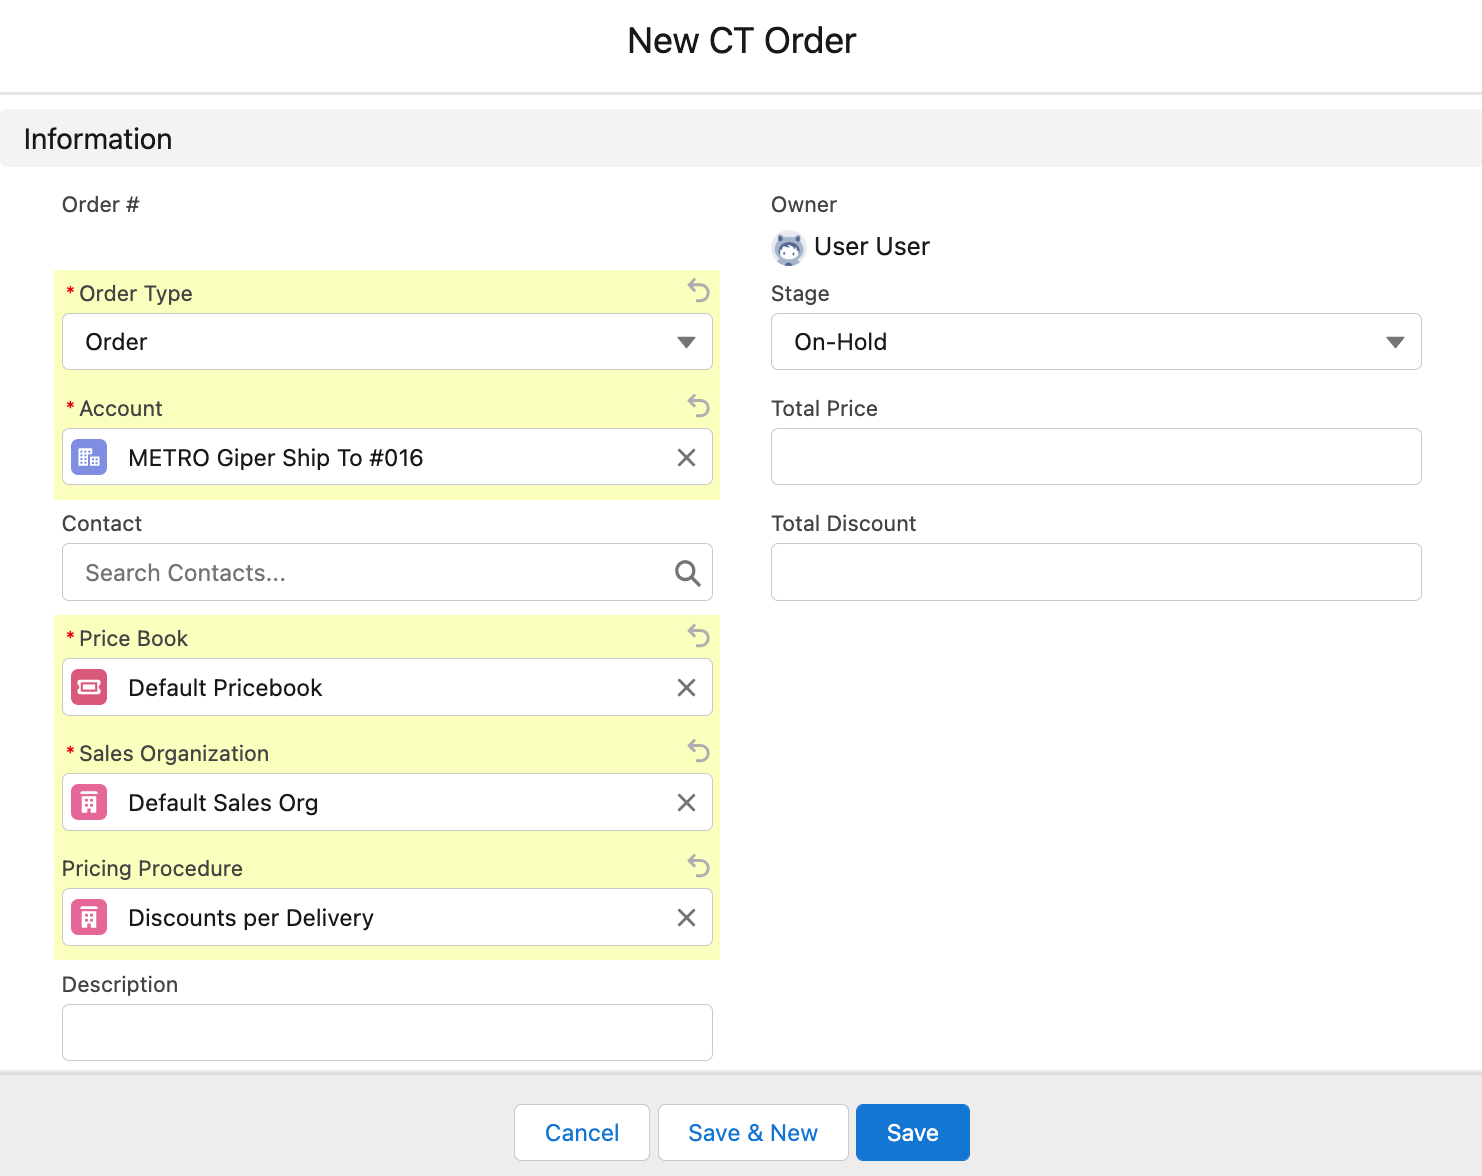 New CT Order
Information
Order #
Owner
User User
* Order Type
Order
Stage
On-Hold
* Account
METRO Giper Ship To #016
Total Price
Contact
Search Contacts...
Total Discount
* Price Book
Default Pricebook
* Sales Organization
Default Sales Org
Pricing Procedure
Discounts per Delivery
Description
Cancel
Save & New
Save